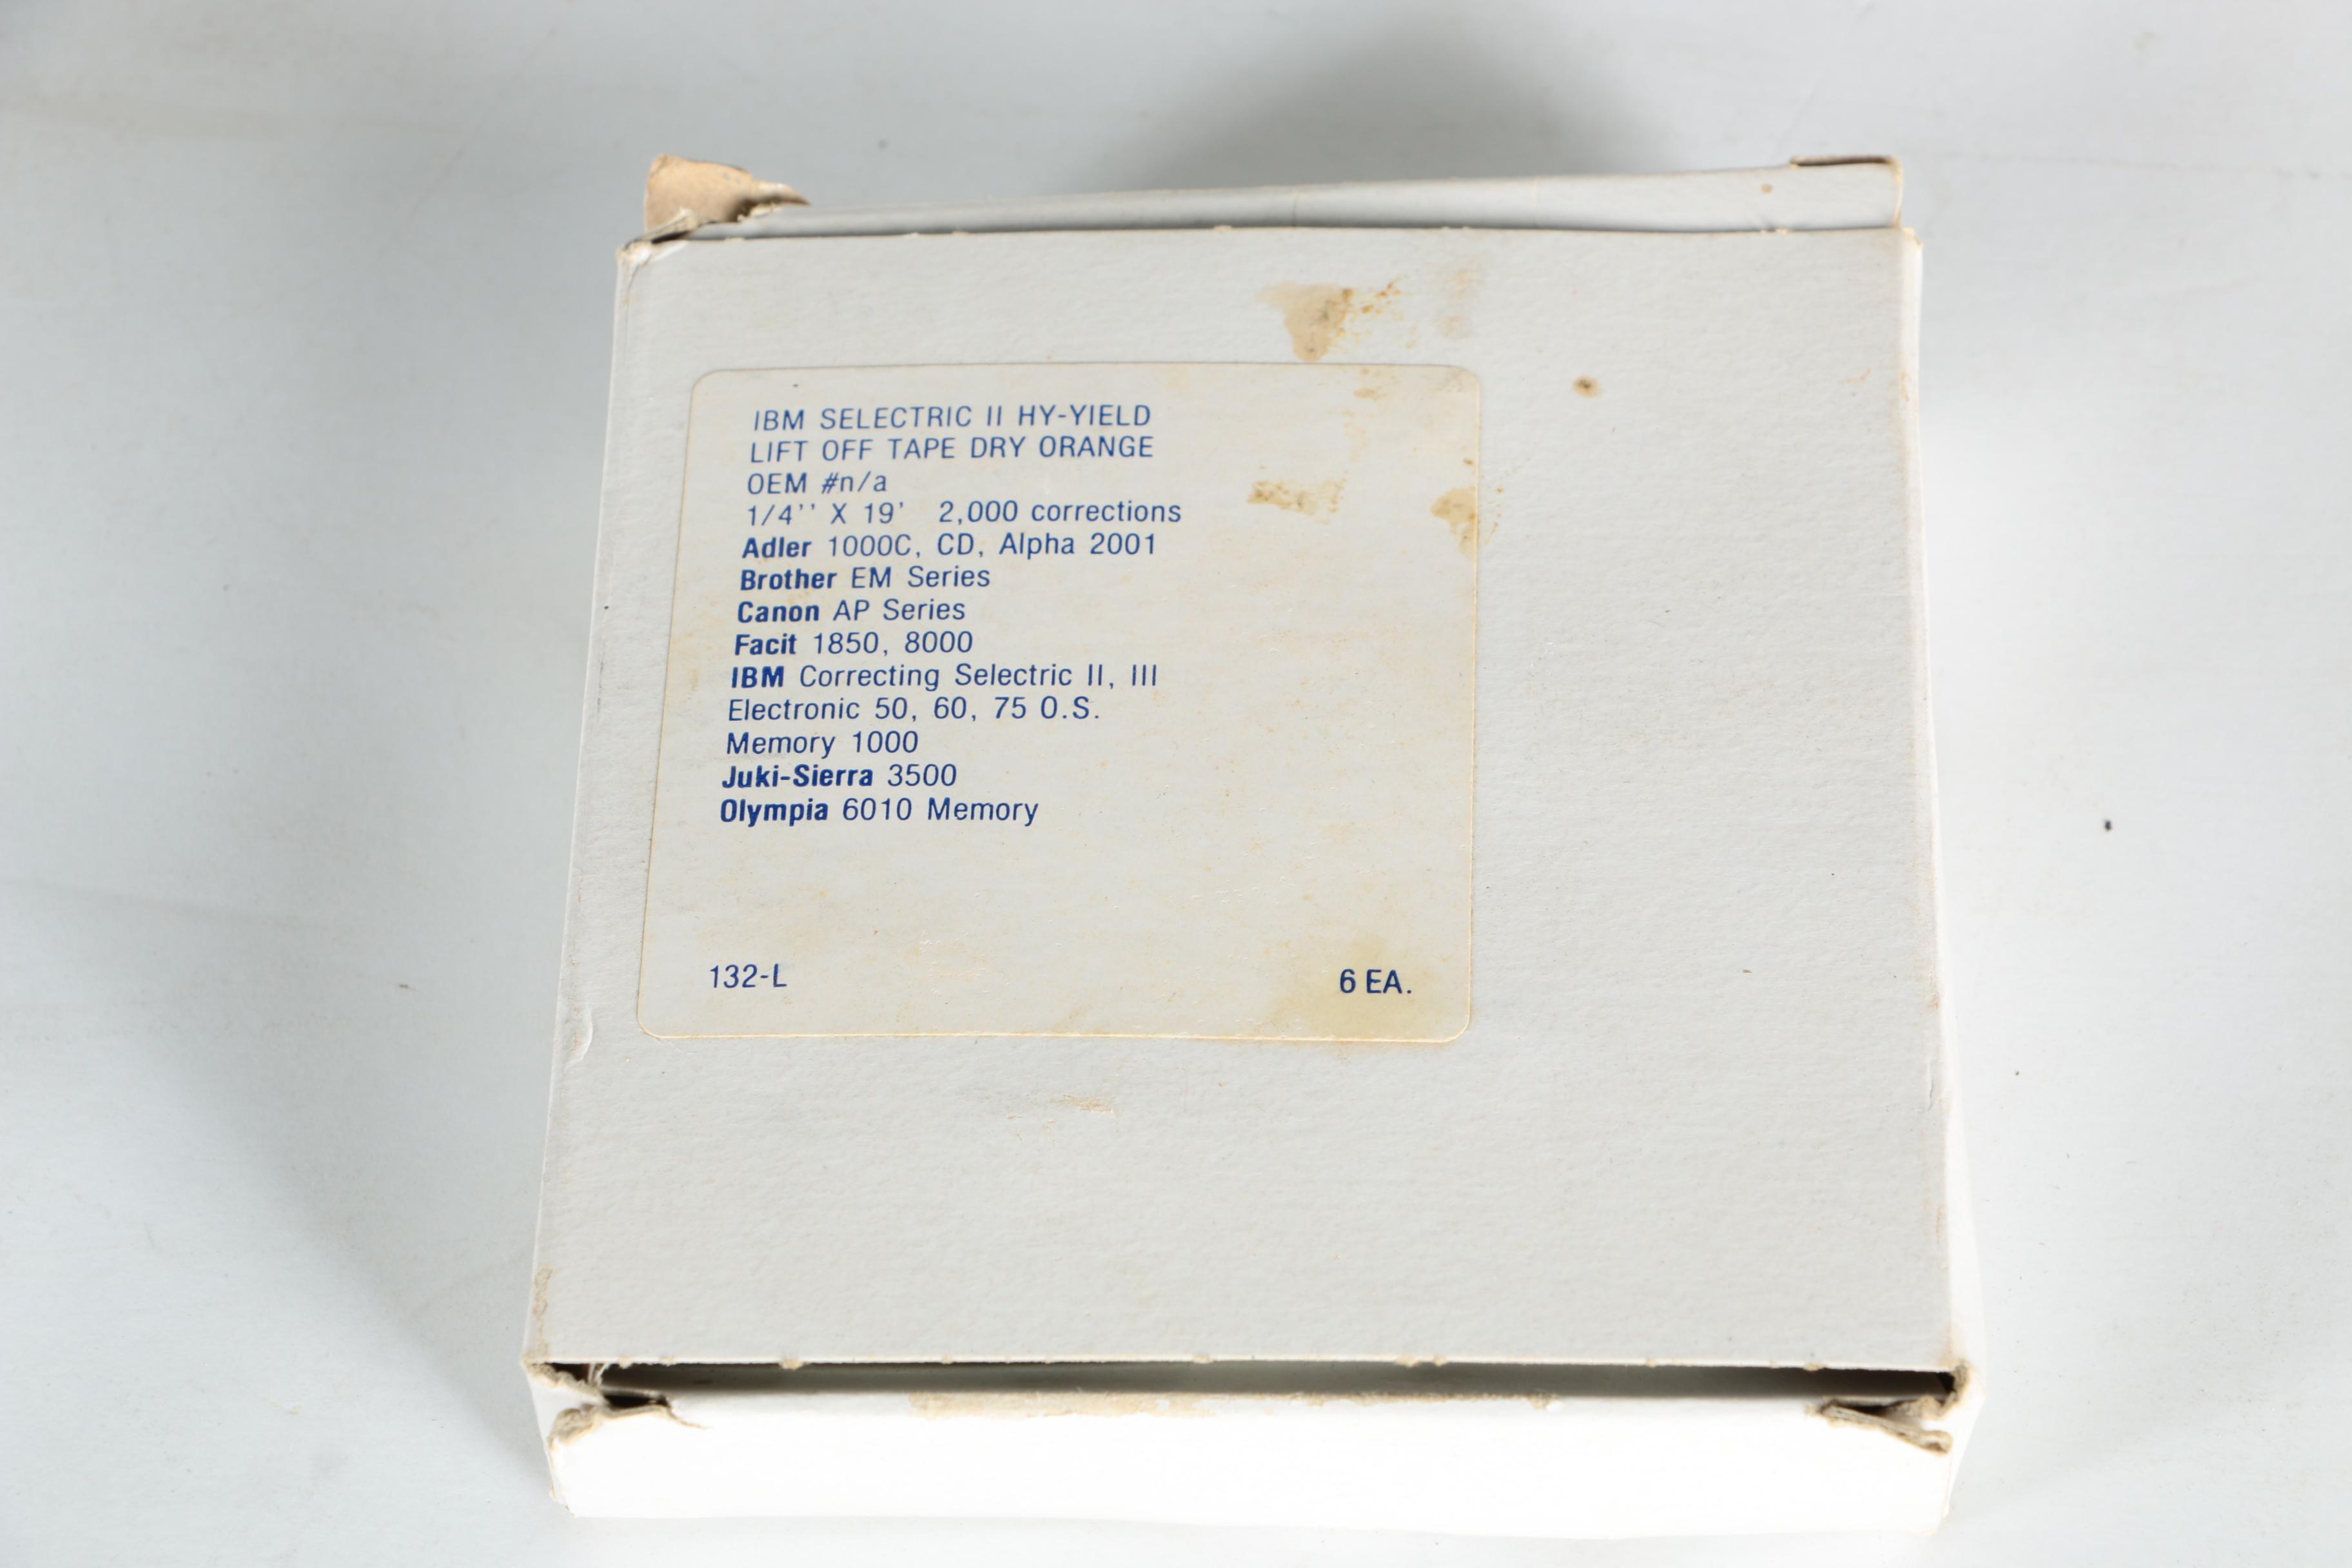 IBM SELECTRIC II HY-YIELD
LIFT OFF TAPE DRY ORANGE
OEM #n/a
1/4'' X 19' 2,000 corrections
Adler 1000C, CD, Alpha 2001
Brother EM Series
Canon AP Series
Facit 1850, 8000
IBM Correcting Selectric II, III
Electronic 50, 60, 75 O.S.
Memory 1000
Juki-Sierra 3500
Olympia 6010 Memory
132-L 6 EA.